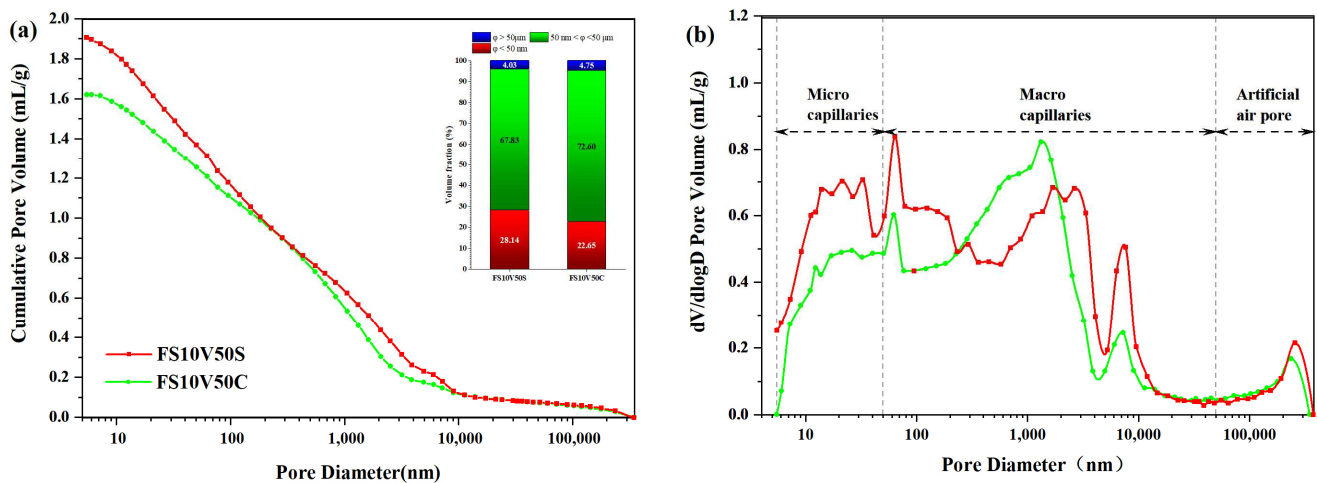 (a)
2.0
1.8
1.6
1.4
1.2
1.0
0.8
0.6
0.4
0.2
0.0
Cumulative Pore Volume (mL/g)
10
100
1,000
10,000
100,000
Pore Diameter(nm)
FS10V50S
FS10V50C
φ > 50μm
50 nm < φ <50 μm
φ < 50 nm
100
90
80
70
60
50
40
30
20
10
0
Volume fraction (%)
4.03
4.75
67.83
72.60
28.14
22.65
FS10V50S
FS10V50C
(b)
1.2
1.0
0.8
0.6
0.4
0.2
0.0
dV/dlogD Pore Volume (mL/g)
Micro
capillaries
Macro
capillaries
Artificial
air pore
10
100
1,000
10,000
100,000
Pore Diameter（nm）